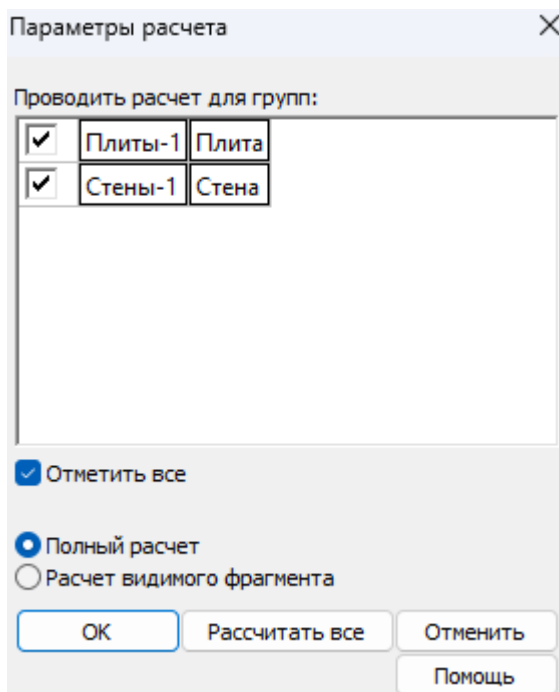 Параметры расчета
Проводить расчет для групп:
Плиты-1 Плита
Стены-1 Стена
Отметить все
Полный расчет
Расчет видимого фрагмента
ОК Рассчитать все Отменить
Помощь